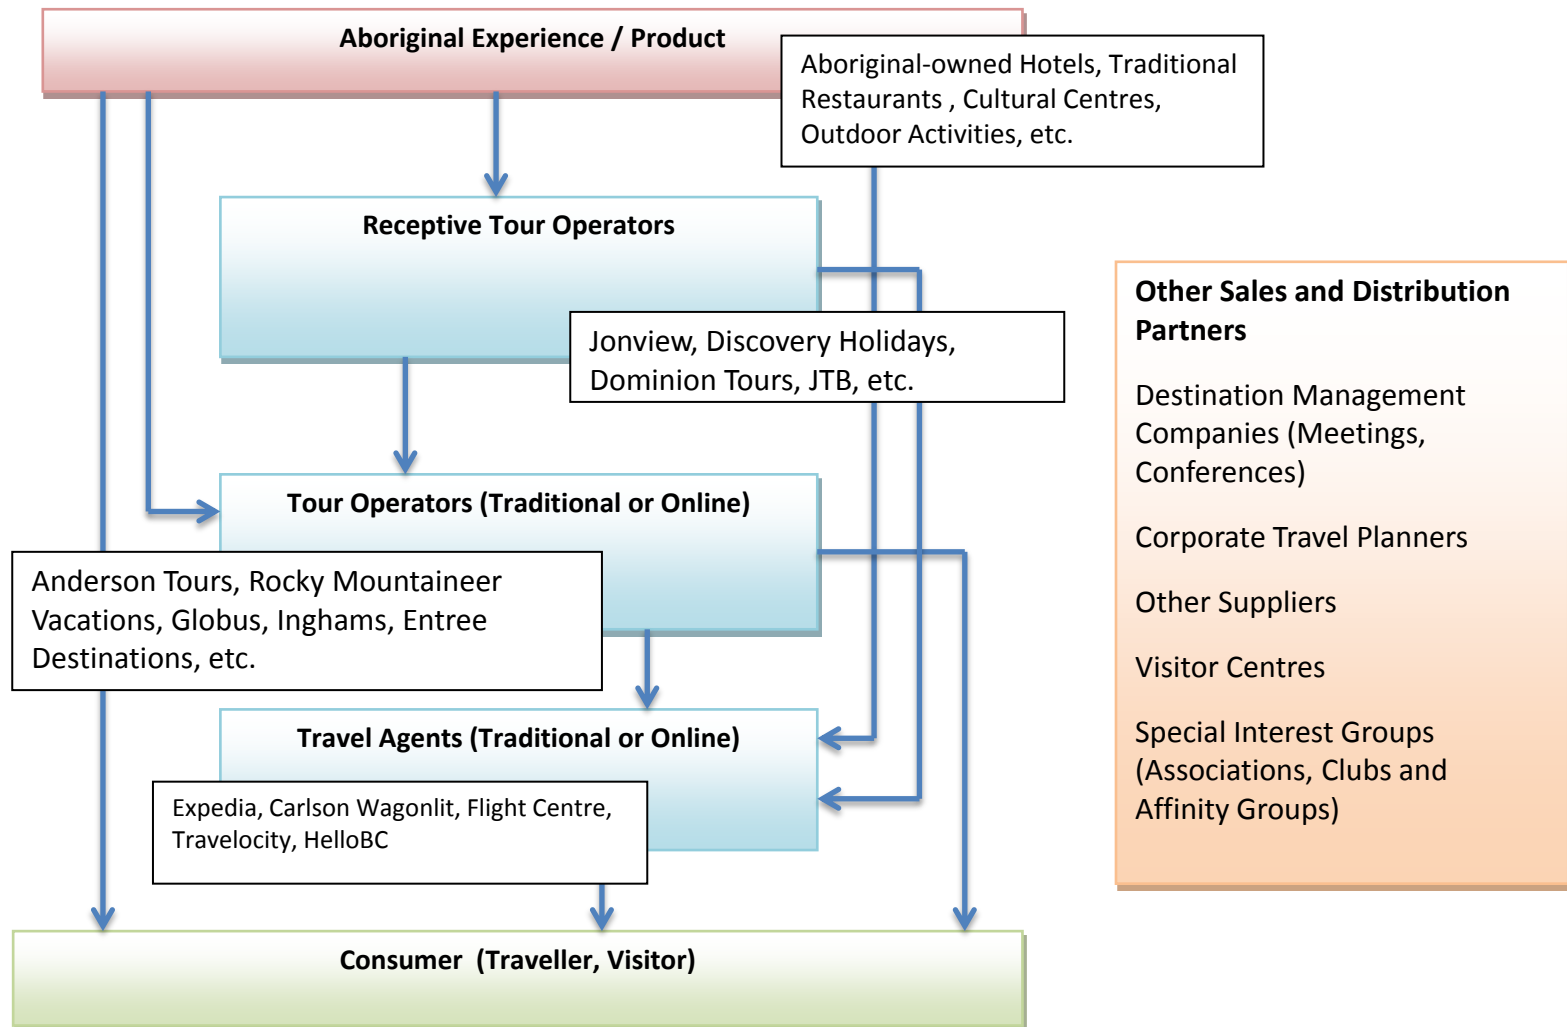 Aboriginal Experience / Product
Aboriginal-owned Hotels, Traditional
Restaurants , Cultural Centres,
Outdoor Activities, etc.
Receptive Tour Operators
Jonview, Discovery Holidays,
Dominion Tours, JTB, etc.
Tour Operators (Traditional or Online)
Anderson Tours, Rocky Mountaineer
Vacations, Globus, Inghams, Entree
Destinations, etc.
Travel Agents (Traditional or Online)
Expedia, Carlson Wagonlit, Flight Centre,
Travelocity, HelloBC
Consumer (Traveller, Visitor)
Other Sales and Distribution
Partners
Destination Management
Companies (Meetings,
Conferences)
Corporate Travel Planners
Other Suppliers
Visitor Centres
Special Interest Groups
(Associations, Clubs and
Affinity Groups)